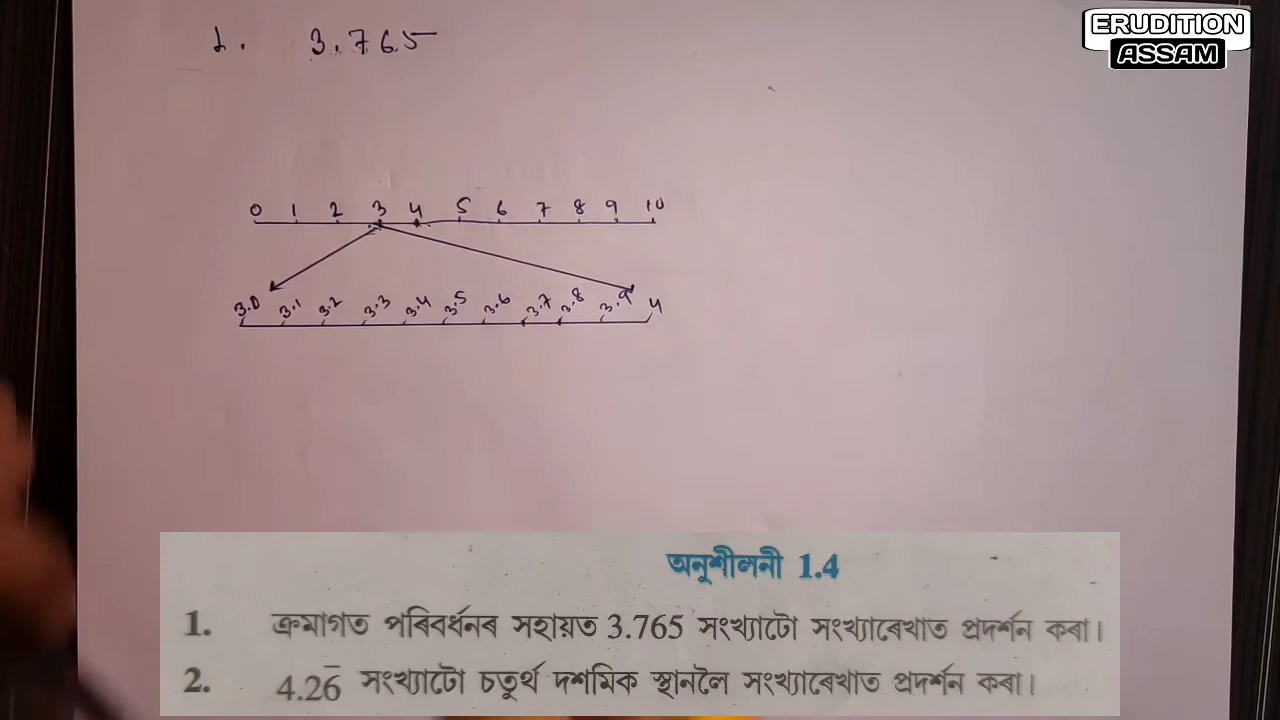 ERUDITION
ASSAM
1. 3.765
0 1 2 3 4 5 6 7 8 9 10
3.0 3.1 3.2 3.3 3.4 3.5 3.6 3.7 3.8 3.9 4
অনুশীলনী 1.4
1. ক্ৰমাগত পৰিবৰ্ধনৰ সহায়ত 3.765 সংখ্যাটো সংখ্যাৰেখাত প্ৰদৰ্শন কৰা।
2. 4.26̅ সংখ্যাটো চতুৰ্থ দশমিক স্থানলৈ সংখ্যাৰেখাত প্ৰদৰ্শন কৰা।